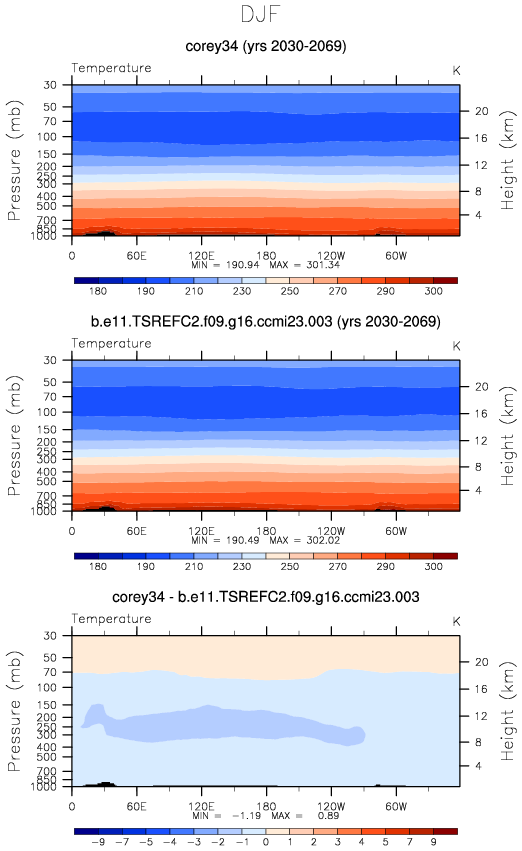 DJF
corey34 (yrs 2030-2069)
Temperature K
30
50
70
100
150
200
250
300
400
500
700
850
1000
Pressure (mb)
20
16
12
8
4
Height (km)
0 60E 120E 180 120W 60W
MIN = 190.94 MAX = 301.34
180 190 210 230 250 270 290 300
b.e11.TSREFC2.f09.g16.ccmi23.003 (yrs 2030-2069)
Temperature K
30
50
70
100
150
200
250
300
400
500
700
850
1000
Pressure (mb)
20
16
12
8
4
Height (km)
0 60E 120E 180 120W 60W
MIN = 190.49 MAX = 302.02
180 190 210 230 250 270 290 300
corey34 - b.e11.TSREFC2.f09.g16.ccmi23.003
Temperature K
30
50
70
100
150
200
250
300
400
500
700
850
1000
Pressure (mb)
20
16
12
8
4
Height (km)
0 60E 120E 180 120W 60W
MIN = -1.19 MAX = 0.89
-9 -7 -5 -4 -3 -2 -1 0 1 2 3 4 5 7 9